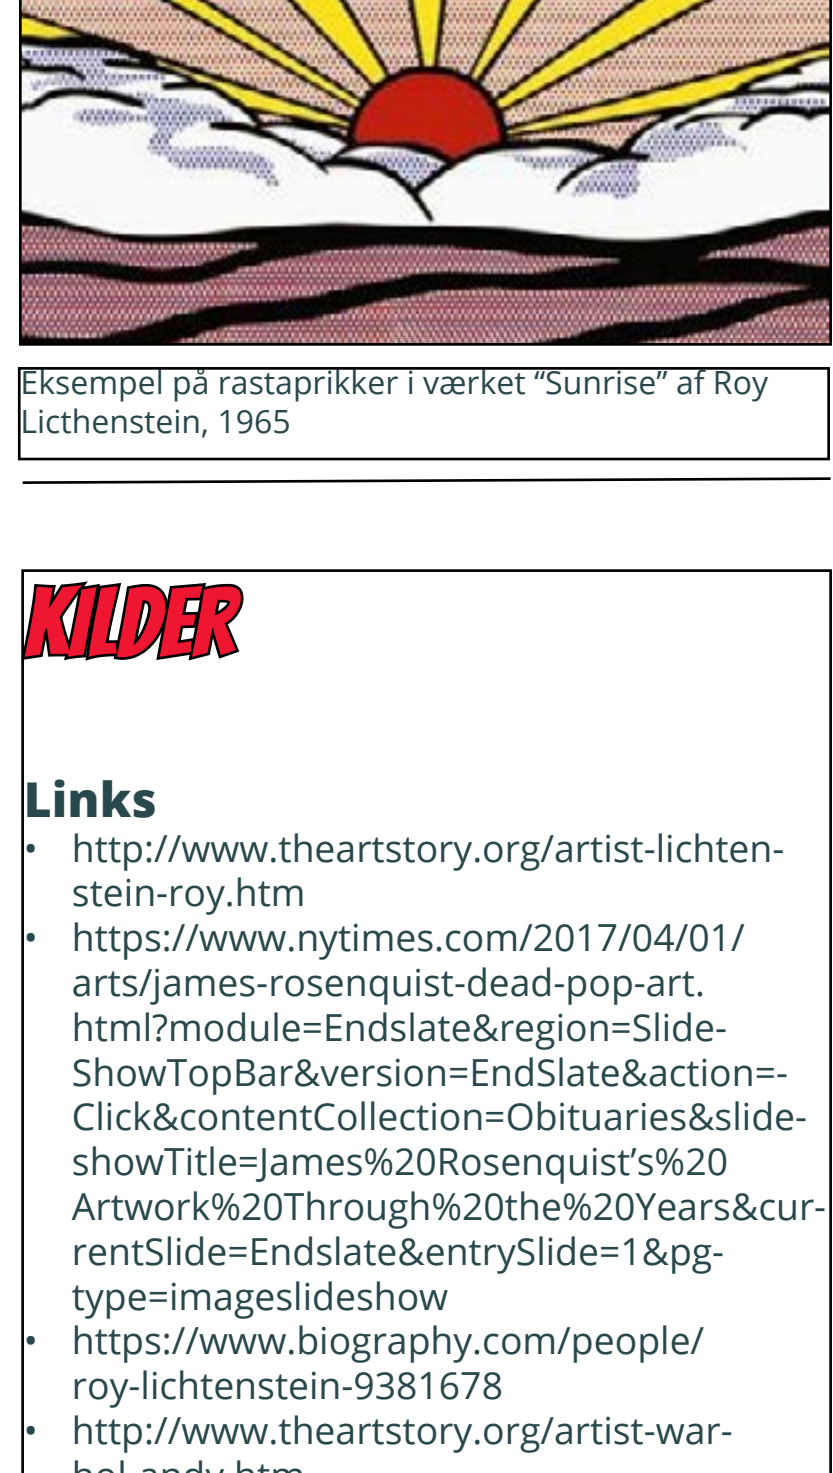 Eksempel på rastaprikker i værket “Sunrise” af Roy
Licthenstein, 1965
KILDER
Links
• http://www.theartstory.org/artist-lichten-
stein-roy.htm
• https://www.nytimes.com/2017/04/01/
arts/james-rosenquist-dead-pop-art.
html?module=Endslate&region=Slide-
ShowTopBar&version=EndSlate&action=-
Click&contentCollection=Obituaries&slide-
showTitle=James%20Rosenquist’s%20
Artwork%20Through%20the%20Years&cur-
rentSlide=Endslate&entrySlide=1&pg-
type=imageslideshow
• https://www.biography.com/people/
roy-lichtenstein-9381678
• http://www.theartstory.org/artist-war-
hol-andy.htm